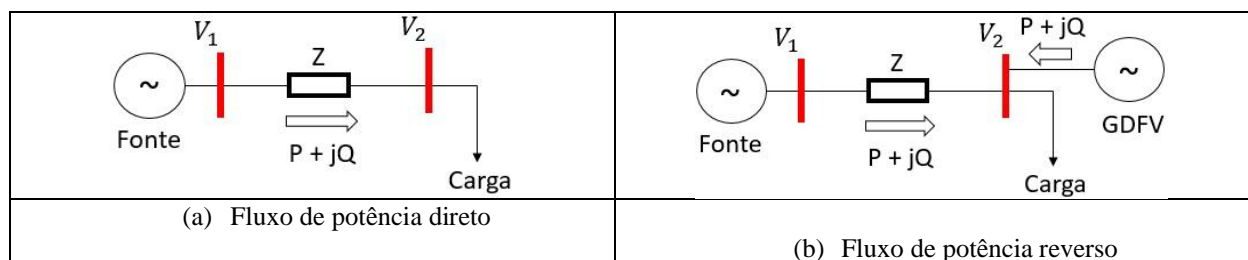 V₁
V₂
Z
~
Fonte
P + jQ
Carga
(a) Fluxo de potência direto
P + jQ
V₁
V₂
Z
~
~
Fonte
GDFV
P + jQ
Carga
(b) Fluxo de potência reverso